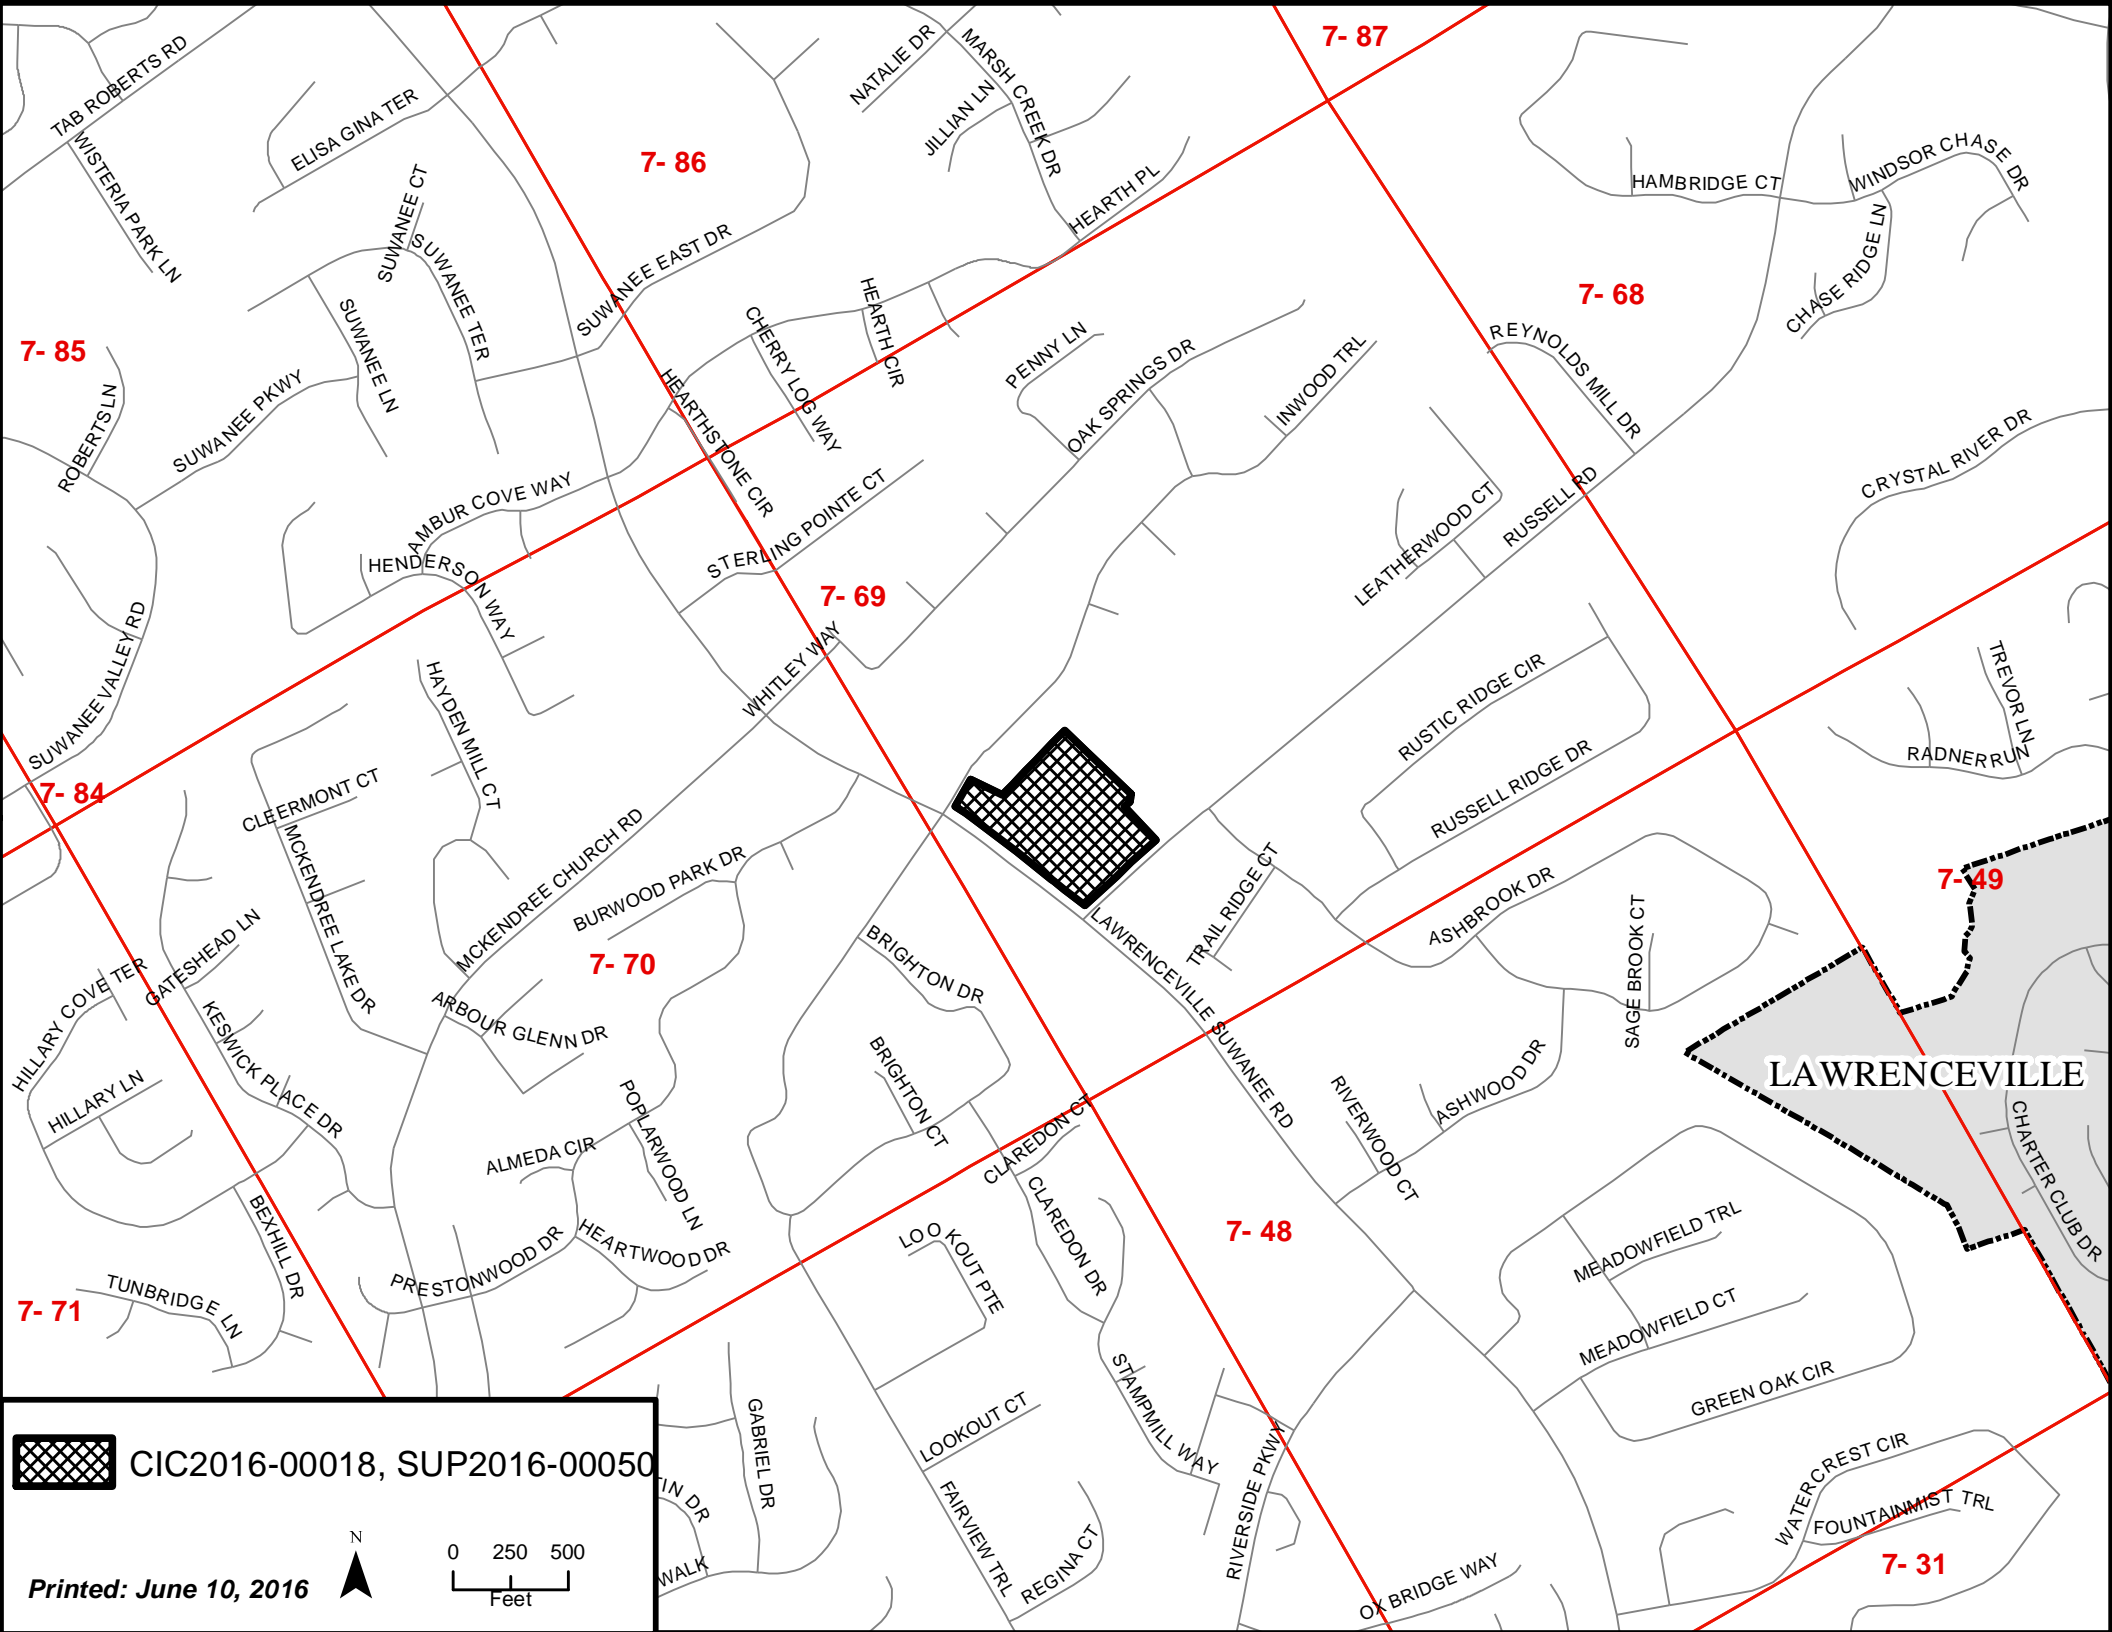 7- 87
NATALIE DR
MARSH CREEK DR
TAB ROBERTS RD
JILLIAN LN
ELISA GINA TER
WISTERIA PARK LN
7- 86
SUWANEE CT
HEARTH PL
HAMBRIDGE CT
WINDSOR CHASE DR
SUWANEE TER
SUWANEE EAST DR
CHASE RIDGE LN
7- 68
SUWANEE LN
HEARTH CIR
CHERRY LOG WAY
7- 85
PENNY LN
OAK SPRINGS DR
INWOOD TRL
REYNOLDS MILL DR
ROBERTS LN
SUWANEE PKWY
HEARTHSTONE CIR
AMBUR COVE WAY
STERLING POINTE CT
CRYSTAL RIVER DR
RUSSELL RD
LEATHERWOOD CT
HENDERSON WAY
7- 69
SUWANEE VALLEY RD
WHITLEY WAY
HAYDEN MILL CT
RUSTIC RIDGE CIR
TREVOR LN
RADNER RUN
RUSSELL RIDGE DR
7- 84
CLEERMONT CT
MCKENDREE LAKE DR
MCKENDREE CHURCH RD
BURWOOD PARK DR
TRAIL RIDGE CT
ASHBROOK DR
7- 49
SAGE BROOK CT
LAWRENCEVILLE SUWANEE RD
BRIGHTON DR
GATESHEAD LN
7- 70
HILLARY COVE TER
KESWICK PLACE DR
ARBOUR GLENN DR
BRIGHTON CT
LAWRENCEVILLE
HILLARY LN
POPLARWOOD LN
CLAREDON CT
RIVERWOOD CT
ASHWOOD DR
CHARTER CLUB DR
ALMEDA CIR
CLAREDON DR
BEXHILL DR
PRESTONWOOD DR
HEARTWOOD DR
LOOKOUT PTE
7- 48
MEADOWFIELD TRL
7- 71
TUNBRIDGE LN
MEADOWFIELD CT
STAMPMILL WAY
GREEN OAK CIR
GABRIEL DR
LOOKOUT CT
RIVERSIDE PKWY
WATERCREST CIR
FOUNTAINMIST TRL
FAIRVIEW TRL
REGINA CT
OX BRIDGE WAY
7- 31
TIN DR
WALK
CIC2016-00018, SUP2016-00050
N
0 250 500
Feet
Printed: June 10, 2016